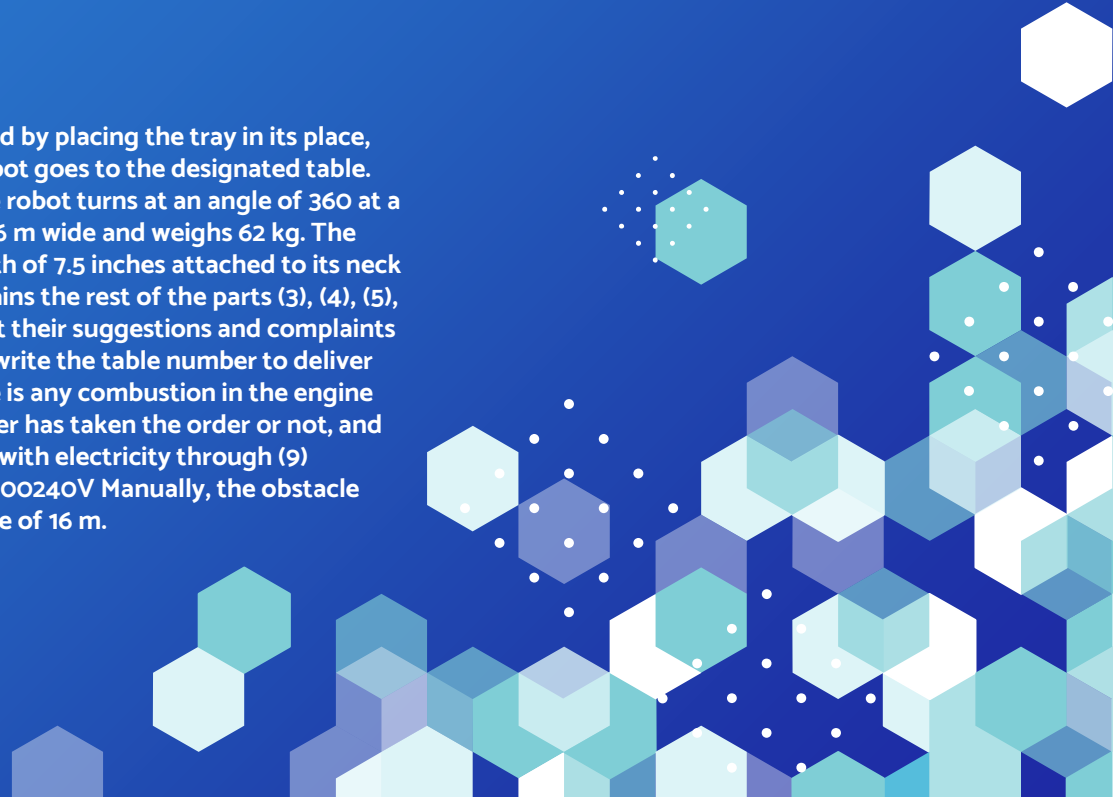 d by placing the tray in its place,
ot goes to the designated table.
robot turns at an angle of 360 at a
6 m wide and weighs 62 kg. The
h of 7.5 inches attached to its neck
ins the rest of the parts (3), (4), (5),
t their suggestions and complaints
write the table number to deliver
is any combustion in the engine
er has taken the order or not, and
with electricity through (9)
00240V Manually, the obstacle
e of 16 m.